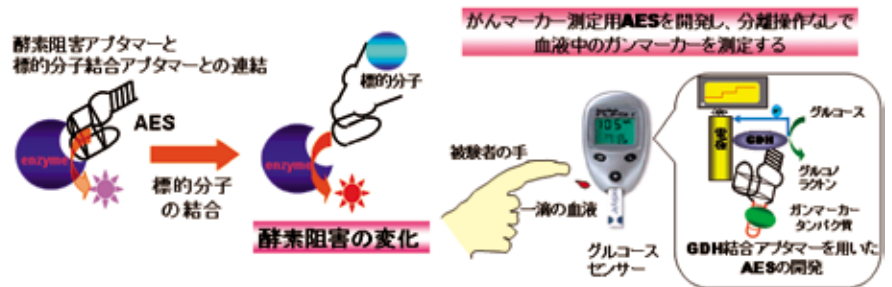 酵素阻害アプタマーと
標的分子結合アプタマーとの連結
AES
enzyme
標的分子
の結合
標的分子
enzyme
酵素阻害の変化
がんマーカー測定用AESを開発し、分離操作なしで
血液中のガンマーカーを測定する
被験者の手
一滴の血液
105
グルコース
センサー
電極
GDH
グルコース
グルコノ
ラクトン
ガンマーカー
タンパク質
GDH結合アプタマーを用いた
AESの開発